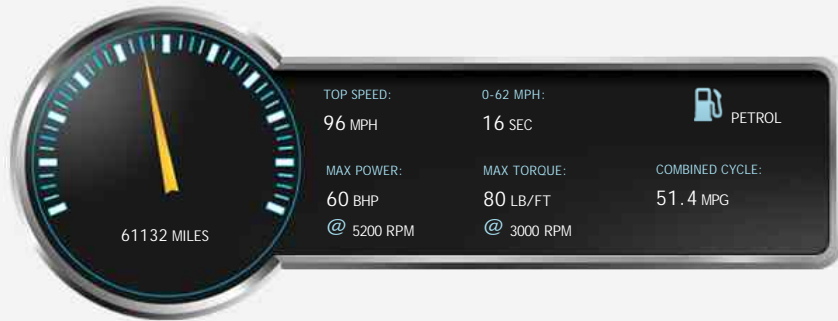 TOP SPEED:
96 MPH
0-62 MPH:
16 SEC
PETROL
MAX POWER:
60 BHP
@ 5200 RPM
MAX TORQUE:
80 LB/FT
@ 3000 RPM
COMBINED CYCLE:
51.4 MPG
61132 MILES